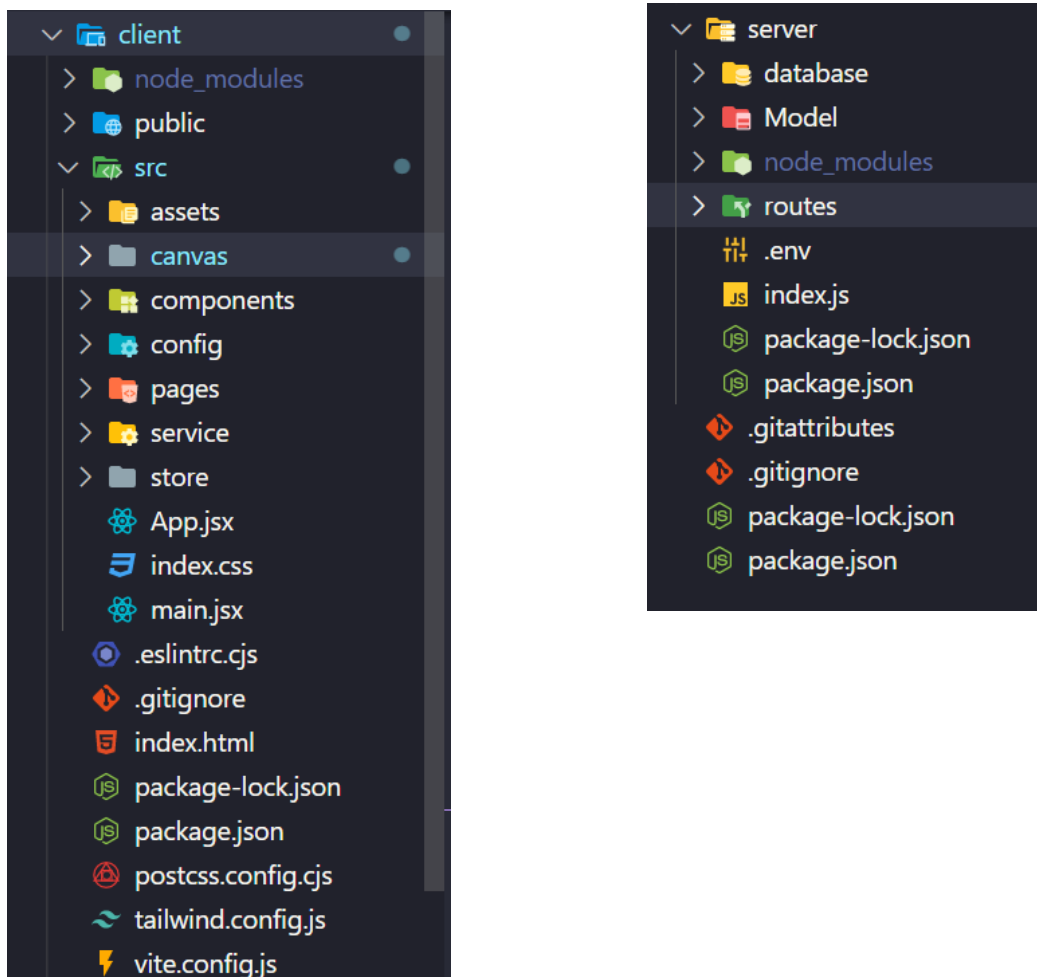 client
node_modules
public
src
assets
canvas
components
config
pages
service
store
App.jsx
index.css
main.jsx
.eslintrc.cjs
.gitignore
index.html
package-lock.json
package.json
postcss.config.cjs
tailwind.config.js
vite.config.js
server
database
Model
node_modules
routes
.env
index.js
package-lock.json
package.json
.gitattributes
.gitignore
package-lock.json
package.json